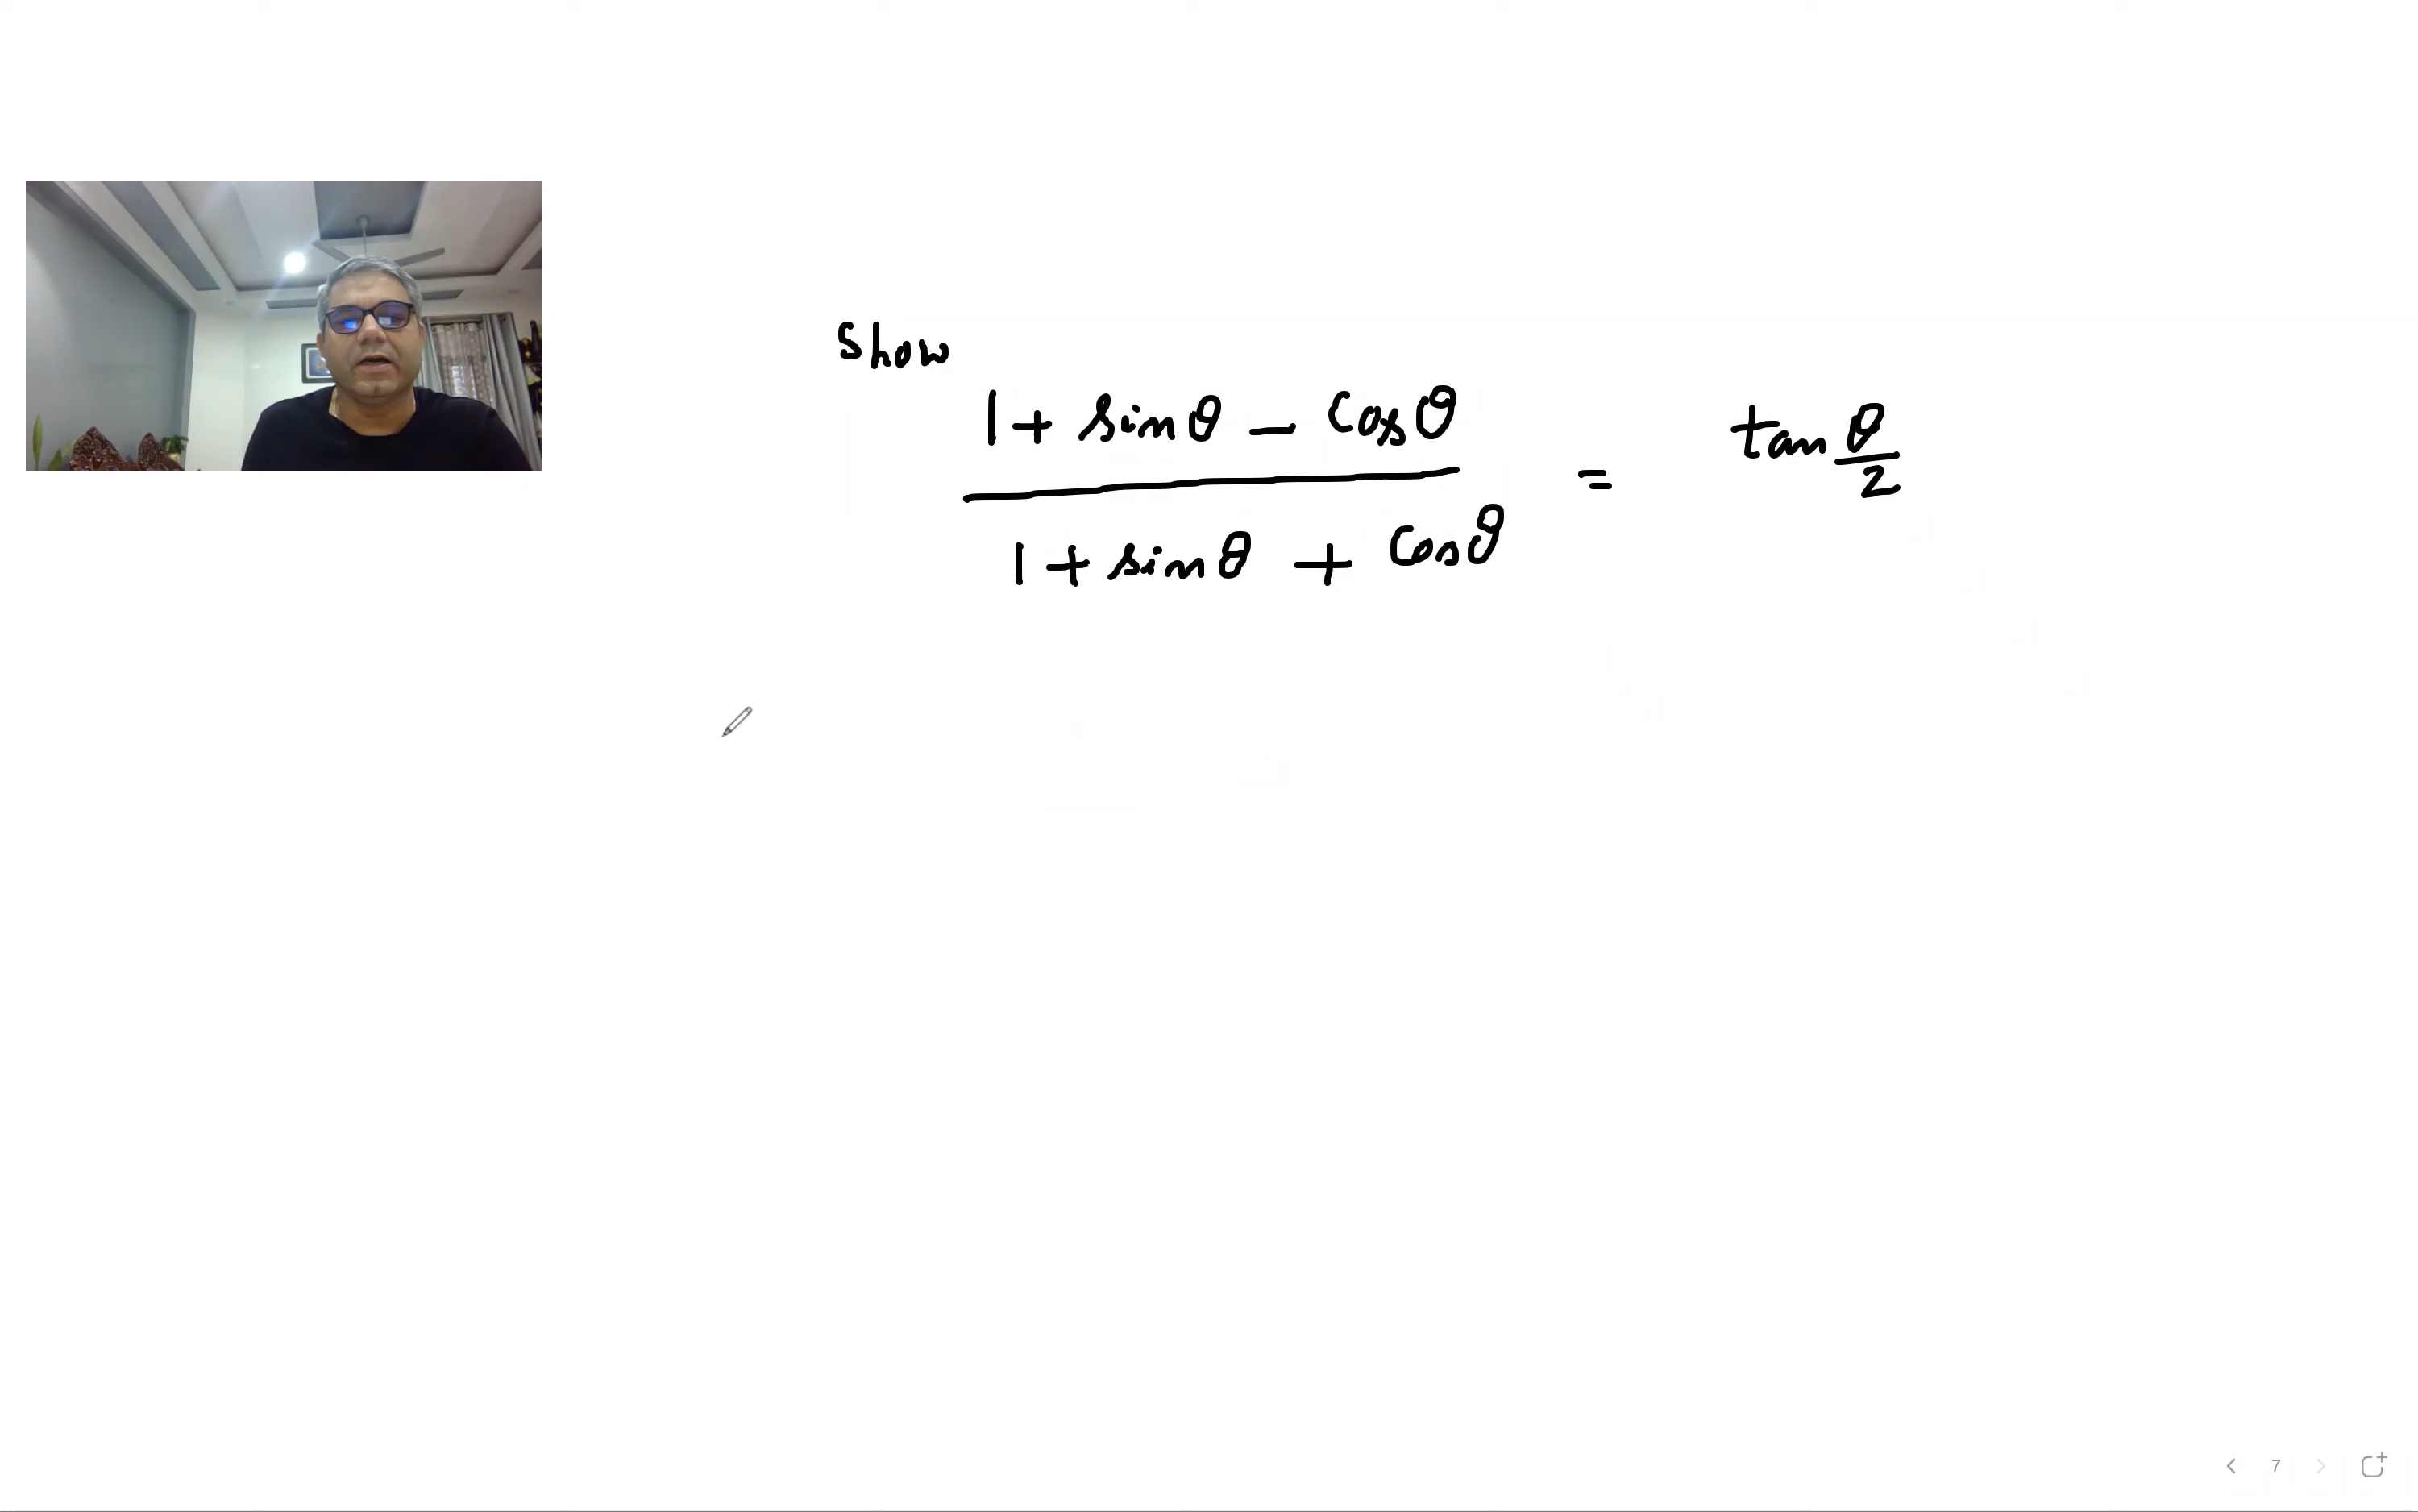 Show
1 + sinθ - cosθ
= tan θ/2
1 + sinθ + cosθ
7